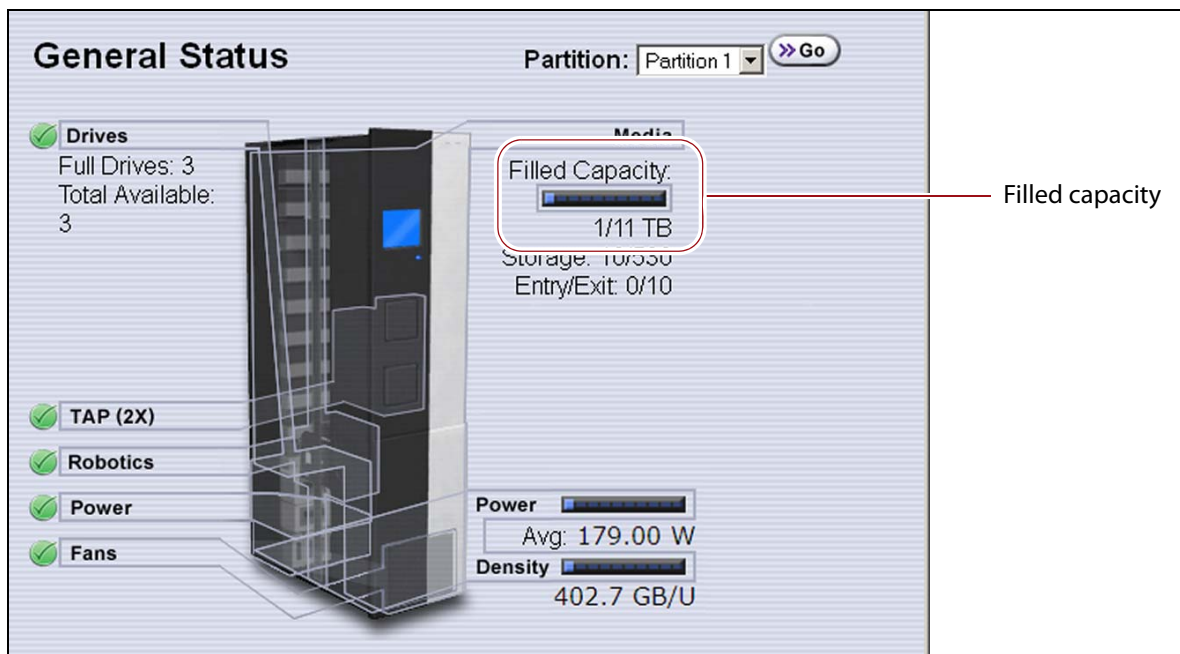 General Status
Partition: Partition 1 Go
Drives
Full Drives: 3
Total Available:
3
Media
Filled Capacity:
1/11 TB
Storage: 10/530
Entry/Exit: 0/10
Filled capacity
TAP (2X)
Robotics
Power
Fans
Power
Avg: 179.00 W
Density
402.7 GB/U